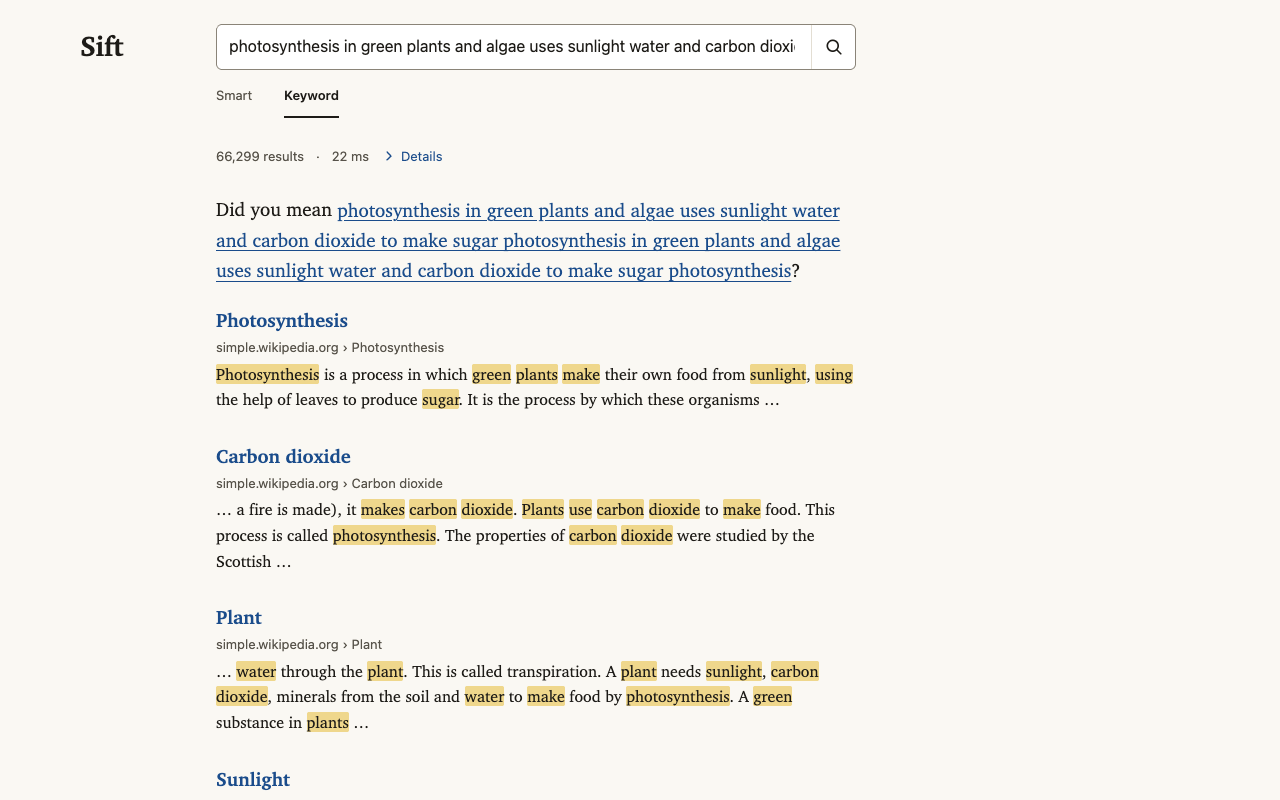 Sift
photosynthesis in green plants and algae uses sunlight water and carbon
Smart
Keyword
66,299 results · 22 ms Details
Did you mean photosynthesis in green plants and algae uses sunlight water
and carbon dioxide to make sugar photosynthesis in green plants and algae
uses sunlight water and carbon dioxide to make sugar photosynthesis?
Photosynthesis
simple.wikipedia.org › Photosynthesis
Photosynthesis is a process in which green plants make their own food from sunlight, using
the help of leaves to produce sugar. It is the process by which these organisms …
Carbon dioxide
simple.wikipedia.org › Carbon dioxide
… a fire is made), it makes carbon dioxide. Plants use carbon dioxide to make food. This
process is called photosynthesis. The properties of carbon dioxide were studied by the
Scottish …
Plant
simple.wikipedia.org › Plant
… water through the plant. This is called transpiration. A plant needs sunlight, carbon
dioxide, minerals from the soil and water to make food by photosynthesis. A green
substance in plants …
Sunlight